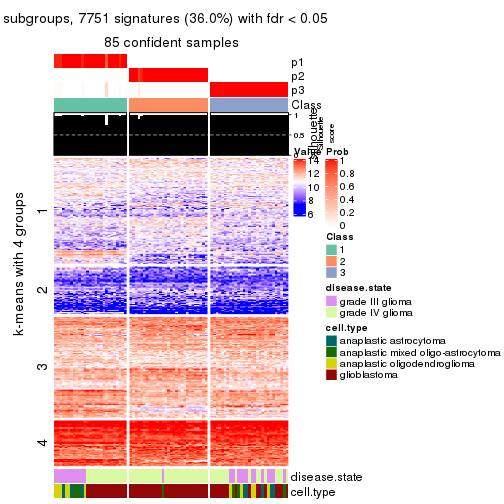 subgroups, 7751 signatures (36.0%) with fdr < 0.05
85 confident samples
p1
p2
p3
Class
1
0.5
0
Silhouette
score
Value
14
12
10
8
6
Prob
1
0.8
0.6
0.4
0.2
0
Class
1
2
3
disease.state
grade III glioma
grade IV glioma
cell.type
anaplastic astrocytoma
anaplastic mixed oligo-astrocytoma
anaplastic oligodendroglioma
glioblastoma
k-means with 4 groups
1
2
3
4
disease.state
cell.type